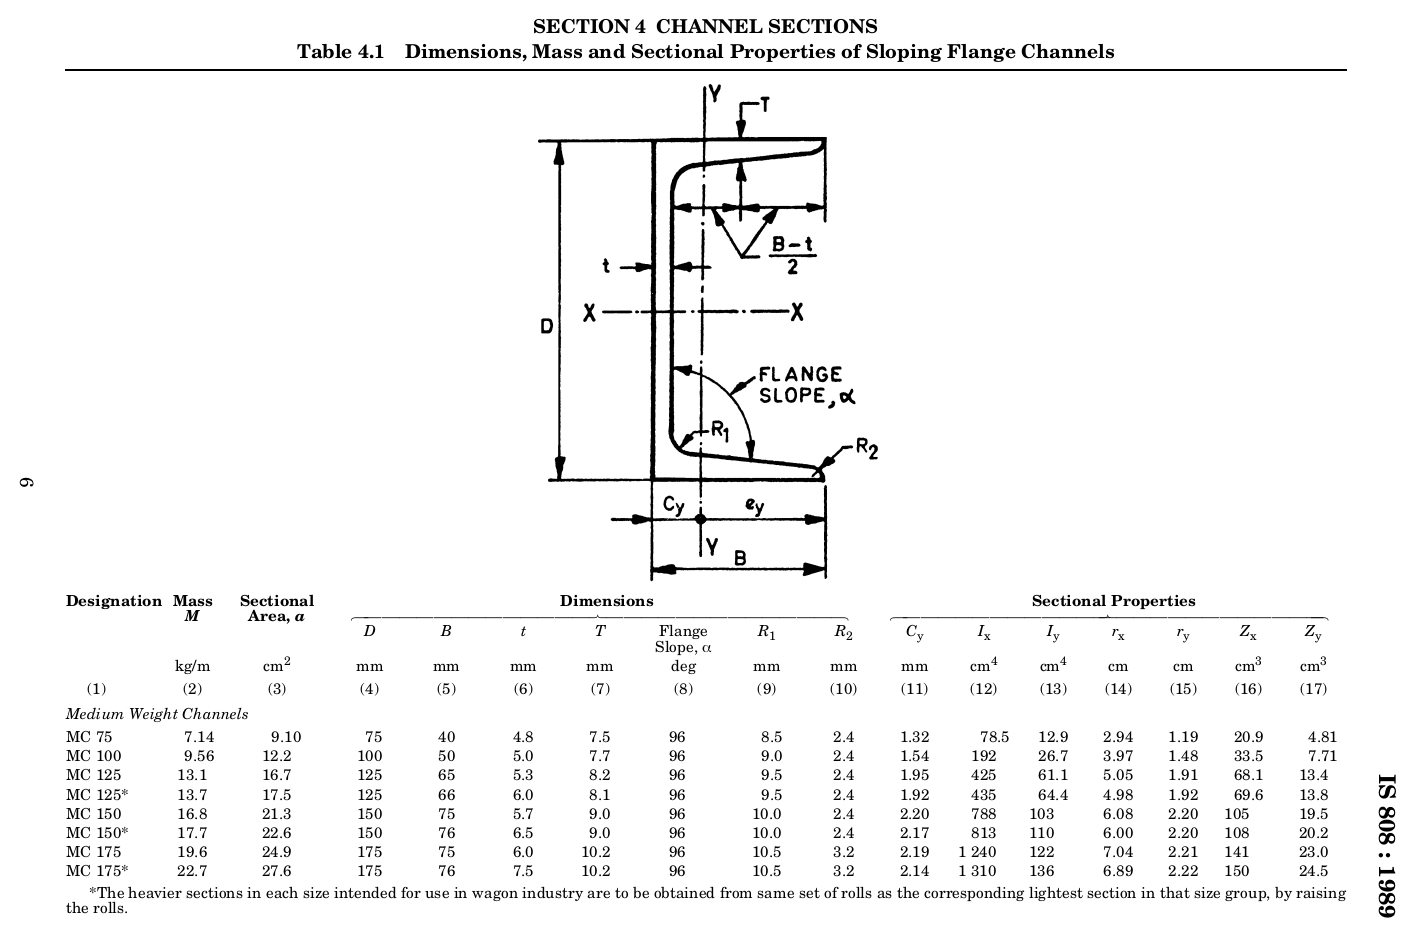 SECTION 4 CHANNEL SECTIONS
Table 4.1 Dimensions, Mass and Sectional Properties of Sloping Flange Channels
Y
T
B–t
2
t
X X
D
FLANGE
SLOPE, α
R1
R2
Cy ey
Y
B
9
Designation Mass Sectional Dimensions Sectional Properties
M Area, a
D B t T Flange R1 R2 Cy Ix Iy rx ry Zx Zy
Slope, α
kg/m cm2 mm mm mm mm deg mm mm mm cm4 cm4 cm cm cm3 cm3
(1) (2) (3) (4) (5) (6) (7) (8) (9) (10) (11) (12) (13) (14) (15) (16) (17)
Medium Weight Channels
MC 75 7.14 9.10 75 40 4.8 7.5 96 8.5 2.4 1.32 78.5 12.9 2.94 1.19 20.9 4.81
MC 100 9.56 12.2 100 50 5.0 7.7 96 9.0 2.4 1.54 192 26.7 3.97 1.48 33.5 7.71
MC 125 13.1 16.7 125 65 5.3 8.2 96 9.5 2.4 1.95 425 61.1 5.05 1.91 68.1 13.4
MC 125* 13.7 17.5 125 66 6.0 8.1 96 9.5 2.4 1.92 435 64.4 4.98 1.92 69.6 13.8
MC 150 16.8 21.3 150 75 5.7 9.0 96 10.0 2.4 2.20 788 103 6.08 2.20 105 19.5
MC 150* 17.7 22.6 150 76 6.5 9.0 96 10.0 2.4 2.17 813 110 6.00 2.20 108 20.2
MC 175 19.6 24.9 175 75 6.0 10.2 96 10.5 3.2 2.19 1 240 122 7.04 2.21 141 23.0
MC 175* 22.7 27.6 175 76 7.5 10.2 96 10.5 3.2 2.14 1 310 136 6.89 2.22 150 24.5
*The heavier sections in each size intended for use in wagon industry are to be obtained from same set of rolls as the corresponding lightest section in that size group, by raising
the rolls.
IS 808 : 1989